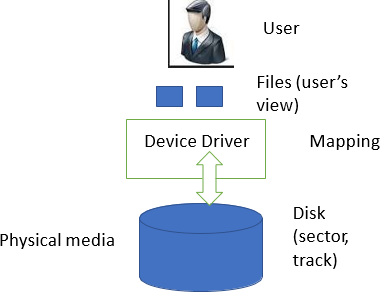 User
Files (user's
view)
Device Driver
Mapping
Physical media
Disk
(sector,
track)